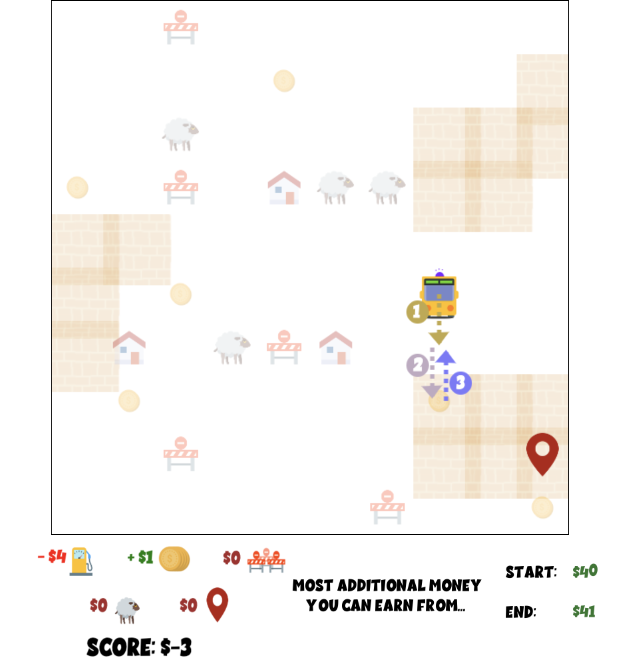 1
2
3
- $4
+ $1
$0
$0
$0
MOST ADDITIONAL MONEY
YOU CAN EARN FROM...
START: $40
END: $41
SCORE: $-3